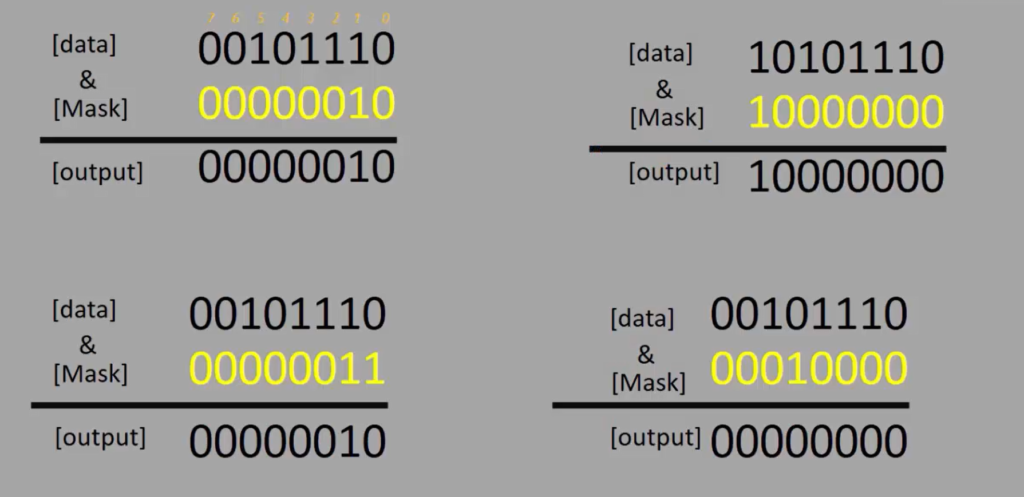 7 6 5 4 3 2 1 0
[data] 00101110
&
[Mask] 00000010
[output] 00000010
[data] 10101110
&
[Mask] 10000000
[output] 10000000
[data] 00101110
&
[Mask] 00000011
[output] 00000010
[data] 00101110
&
[Mask] 00010000
[output] 00000000